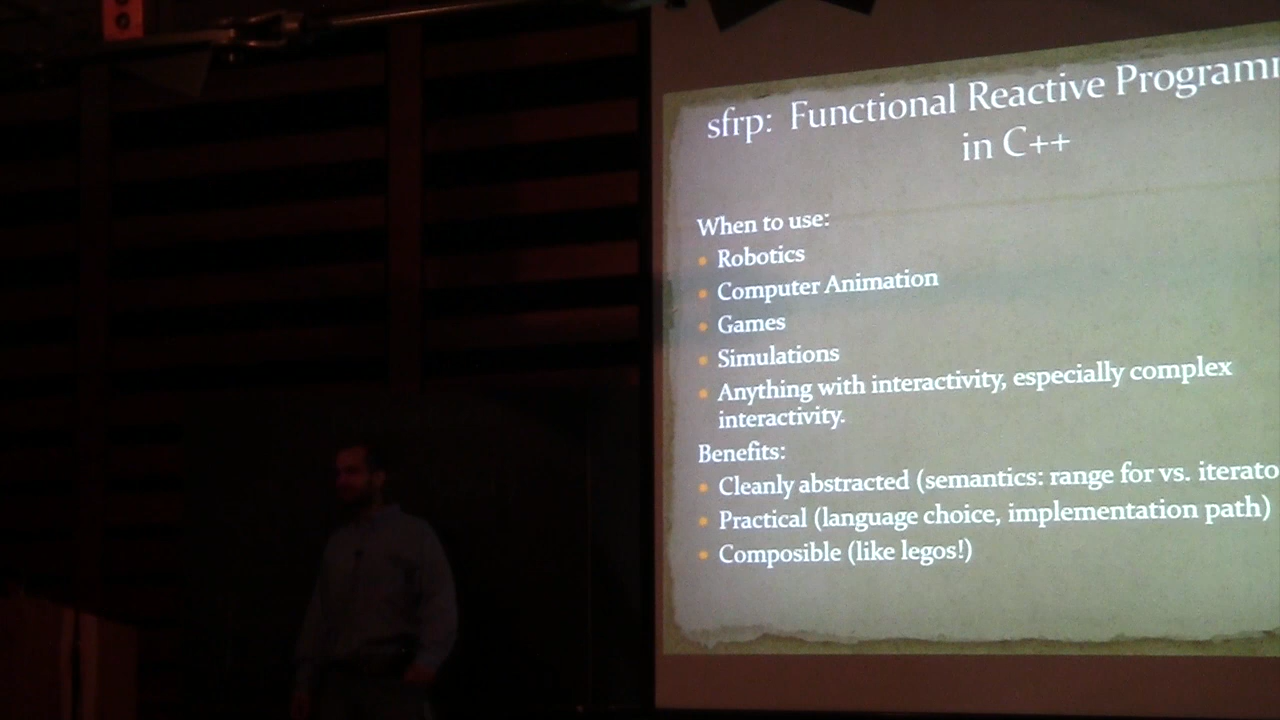 sfrp: Functional Reactive Programm
in C++
When to use:
Robotics
Computer Animation
Games
Simulations
Anything with interactivity, especially complex
interactivity.
Benefits:
Cleanly abstracted (semantics: range for vs. iterato
Practical (language choice, implementation path)
Composible (like legos!)